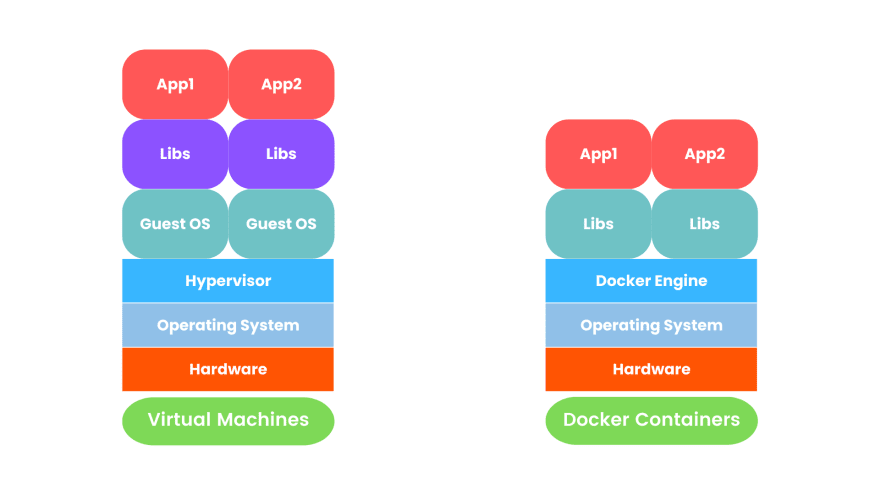 App1 App2
Libs Libs
Guest OS Guest OS
Hypervisor
Operating System
Hardware
Virtual Machines
App1 App2
Libs Libs
Docker Engine
Operating System
Hardware
Docker Containers